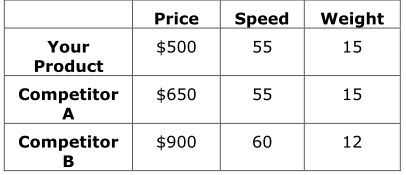 Price Speed Weight
Your Product $500 55 15
Competitor A $650 55 15
Competitor B $900 60 12